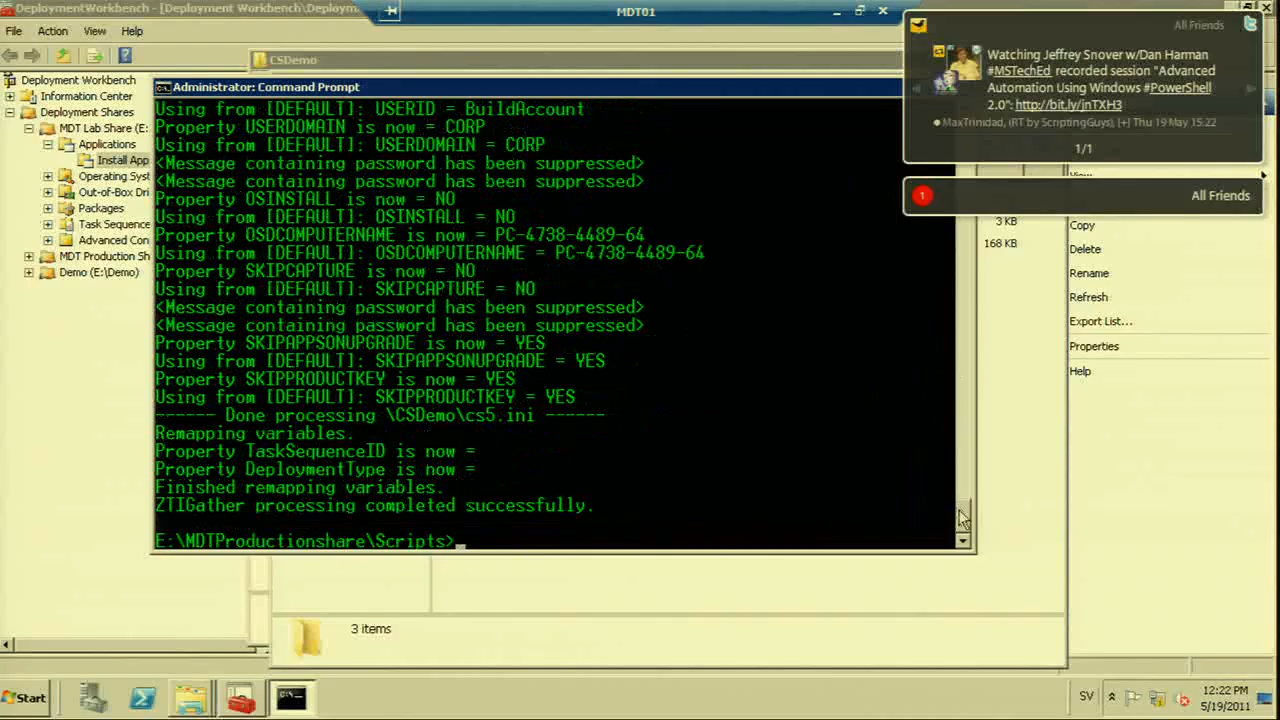 DeploymentWorkbench - [Deployment Workbench\Deploym
MDT01
File Action View Help
CSDemo
Deployment Workbench
Information Center
Deployment Shares
MDT Lab Share (E:
Applications
Install App
Operating Syst
Out-of-Box Dri
Packages
Task Sequence
Advanced Con
MDT Production Sh
Demo (E:\Demo)
Administrator: Command Prompt
Using from [DEFAULT]: USERID = BuildAccount
Property USERDOMAIN is now = CORP
Using from [DEFAULT]: USERDOMAIN = CORP
<Message containing password has been suppressed>
<Message containing password has been suppressed>
Property OSINSTALL is now = NO
Using from [DEFAULT]: OSINSTALL = NO
Property OSDCOMPUTERNAME is now = PC-4738-4489-64
Using from [DEFAULT]: OSDCOMPUTERNAME = PC-4738-4489-64
Property SKIPCAPTURE is now = NO
Using from [DEFAULT]: SKIPCAPTURE = NO
<Message containing password has been suppressed>
<Message containing password has been suppressed>
Property SKIPAPPSONUPGRADE is now = YES
Using from [DEFAULT]: SKIPAPPSONUPGRADE = YES
Property SKIPPRODUCTKEY is now = YES
Using from [DEFAULT]: SKIPPRODUCTKEY = YES
------ Done processing \CSDemo\cs5.ini ------
Remapping variables.
Property TaskSequenceID is now =
Property DeploymentType is now =
Finished remapping variables.
ZTIGather processing completed successfully.
E:\MDTProductionshare\Scripts>
All Friends
Watching Jeffrey Snover w/Dan Harman
#MSTechEd recorded session "Advanced
Automation Using Windows #PowerShell
2.0": http://bit.ly/jnTXH3
MaxTrinidad, (RT by ScriptingGuys), [+] Thu 19 May 15:22
1/1
1 All Friends
3 KB
168 KB
View
Copy
Delete
Rename
Refresh
Export List...
Properties
Help
3 items
Start
SV
12:22 PM
5/19/2011